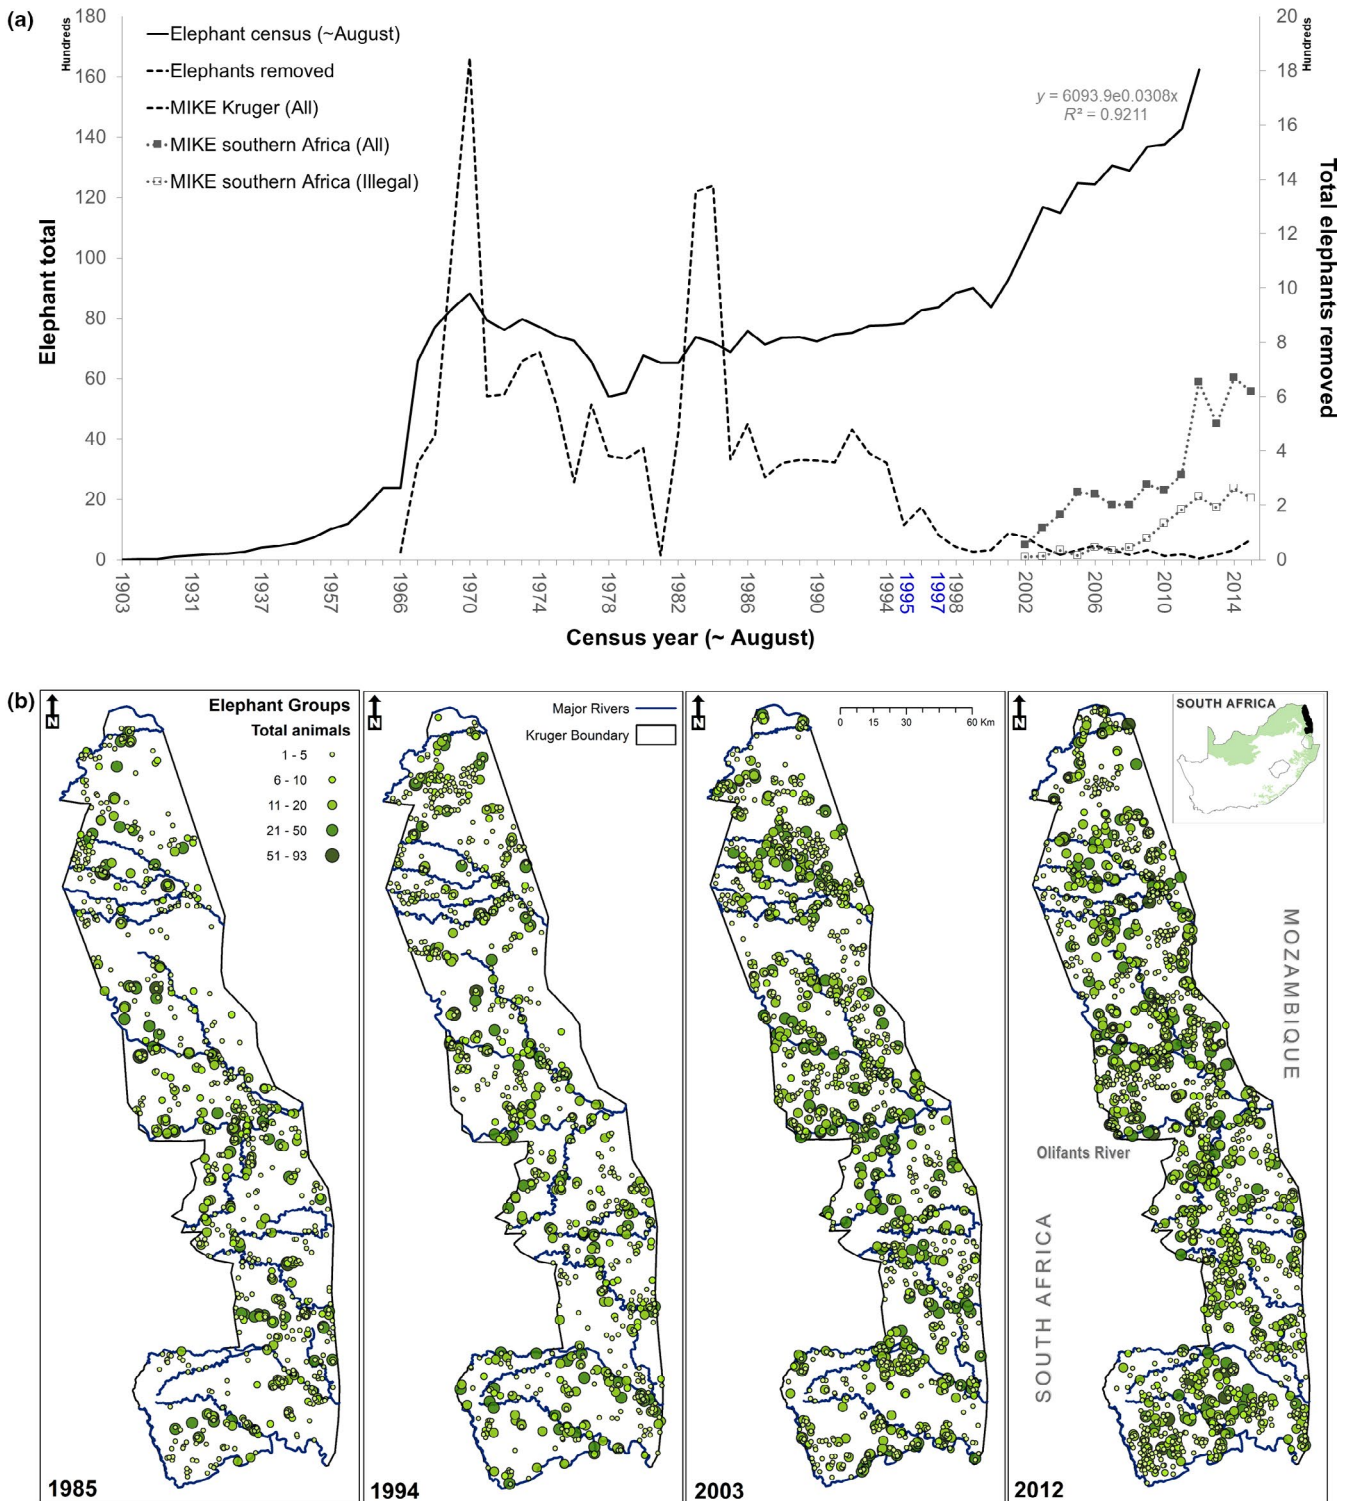 (a)
180
160
140
120
100
80
60
40
20
0
Hundreds
Elephant total
Elephant census (~August)
Elephants removed
MIKE Kruger (All)
MIKE southern Africa (All)
MIKE southern Africa (Illegal)
y = 6093.9e0.0308x
R² = 0.9211
20
18
16
14
12
10
8
6
4
2
0
Hundreds
Total elephants removed
1903
1931
1937
1957
1966
1970
1974
1978
1982
1986
1990
1994
1995
1997
1998
2002
2006
2010
2014
Census year (~ August)
(b)
N
Elephant Groups
Total animals
1 - 5
6 - 10
11 - 20
21 - 50
51 - 93
1985
N
Major Rivers
Kruger Boundary
1994
N
0 15 30 60 Km
2003
N
SOUTH AFRICA
MOZAMBIQUE
Olifants River
SOUTH AFRICA
2012